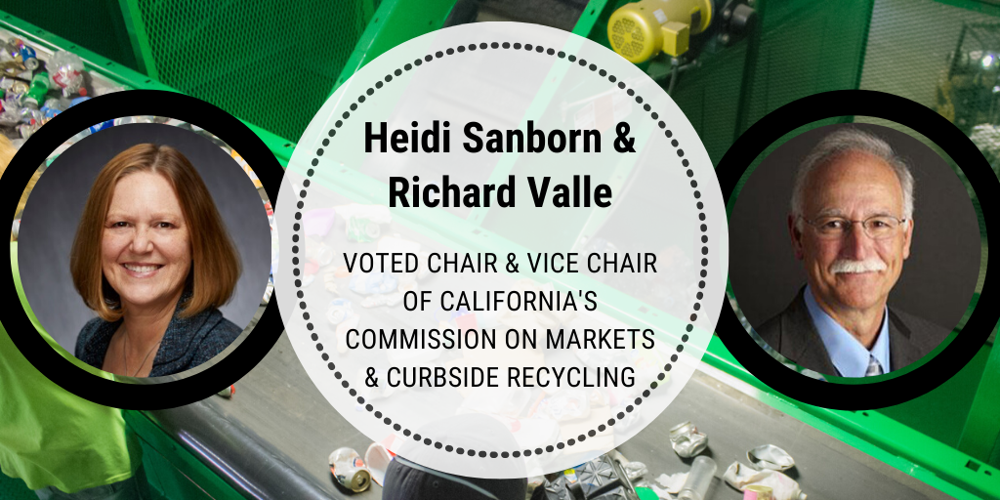 Heidi Sanborn &
Richard Valle
VOTED CHAIR & VICE CHAIR
OF CALIFORNIA'S
COMMISSION ON MARKETS
& CURBSIDE RECYCLING